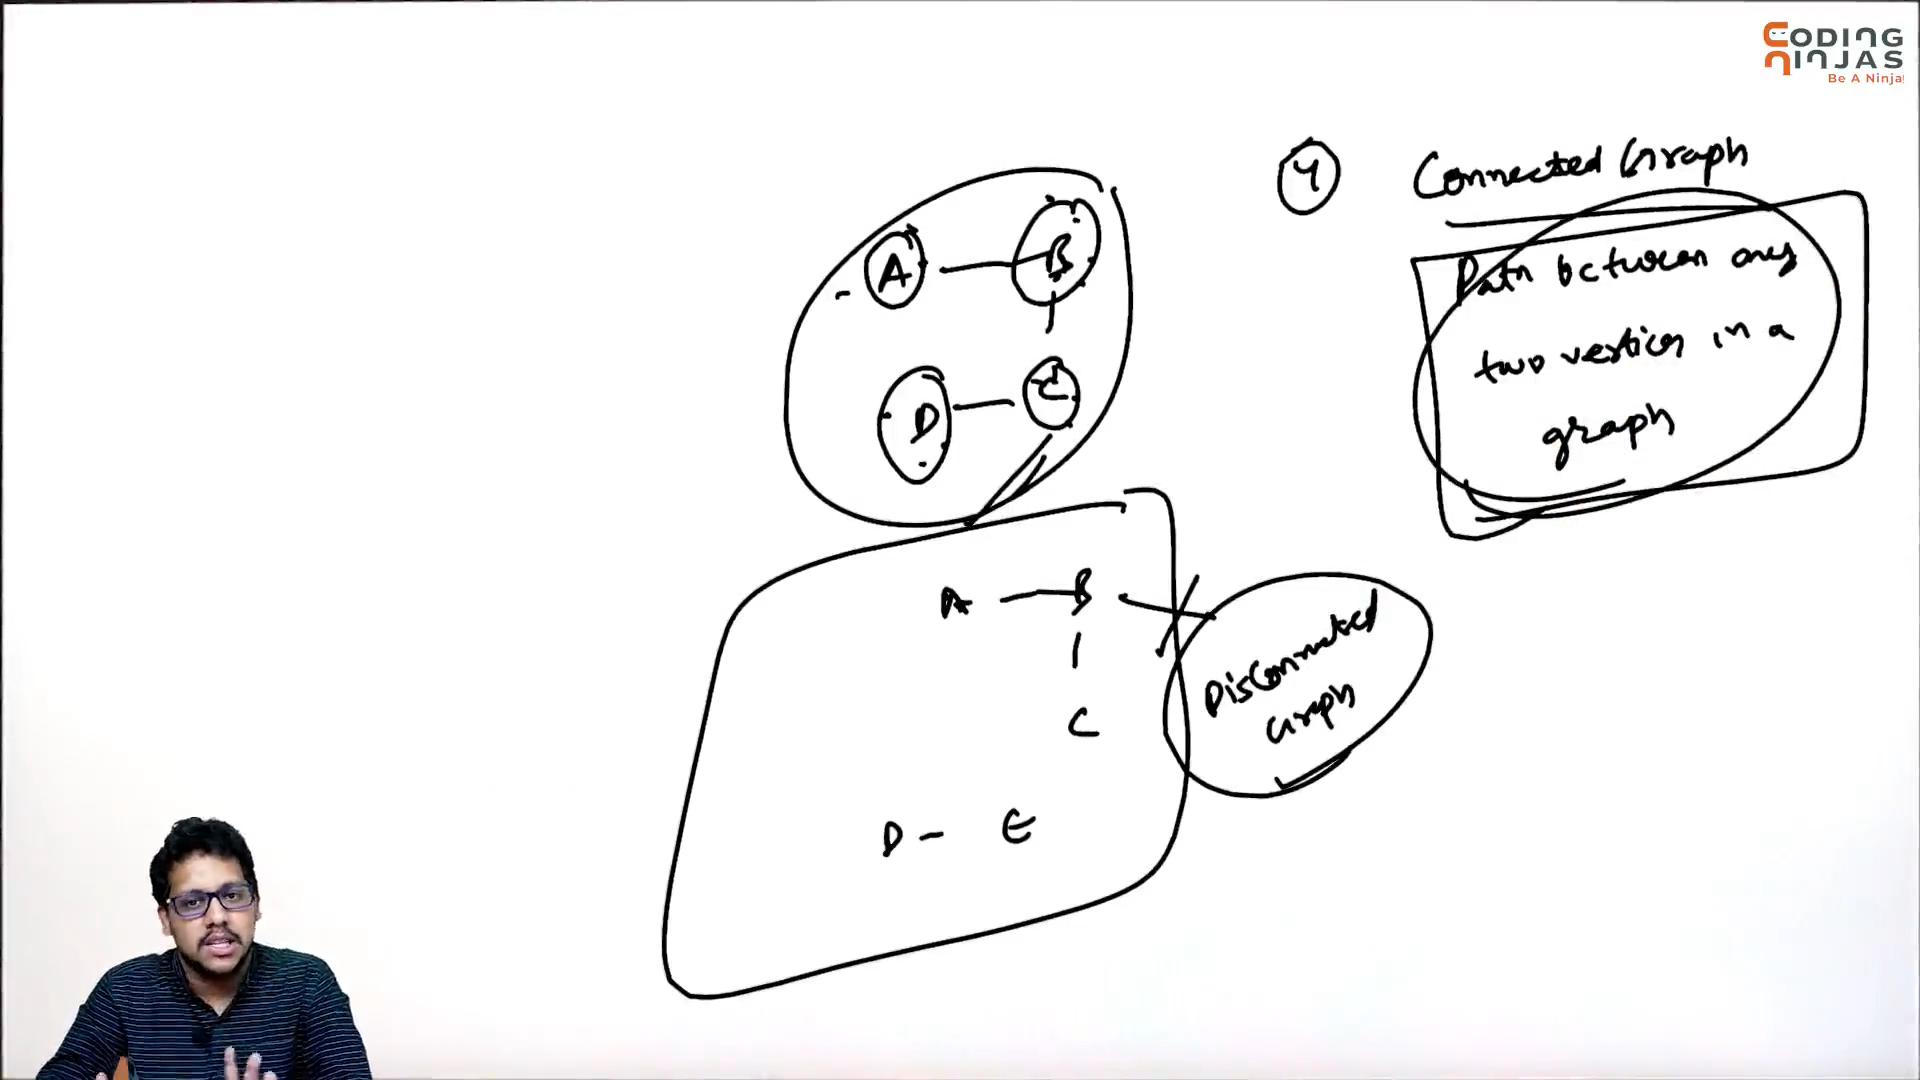 CODING
NINJAS
Be A Ninja!
4 Connected Graph
Path between any
two vertices in a
graph
A B
D C
A B
C
D E
Disconnected
Graph